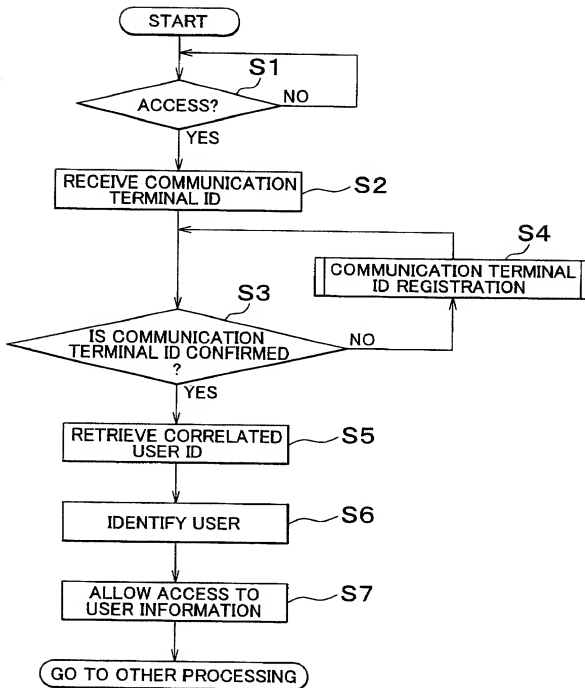 START
S1
ACCESS?
NO
YES
RECEIVE COMMUNICATION
TERMINAL ID
S2
S4
COMMUNICATION TERMINAL
ID REGISTRATION
S3
IS COMMUNICATION
TERMINAL ID CONFIRMED
?
NO
YES
RETRIEVE CORRELATED
USER ID
S5
IDENTIFY USER
S6
ALLOW ACCESS TO
USER INFORMATION
S7
GO TO OTHER PROCESSING